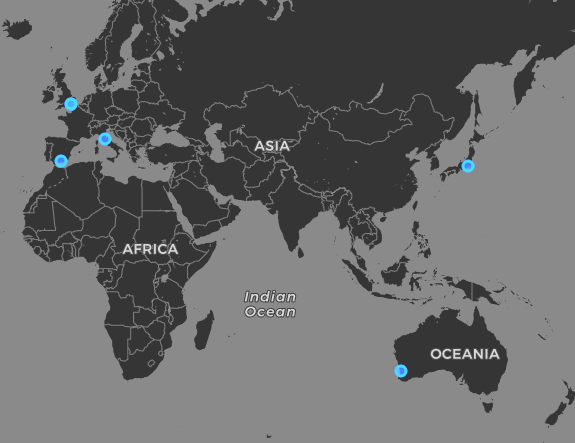 ASIA
AFRICA
Indian
Ocean
OCEANIA